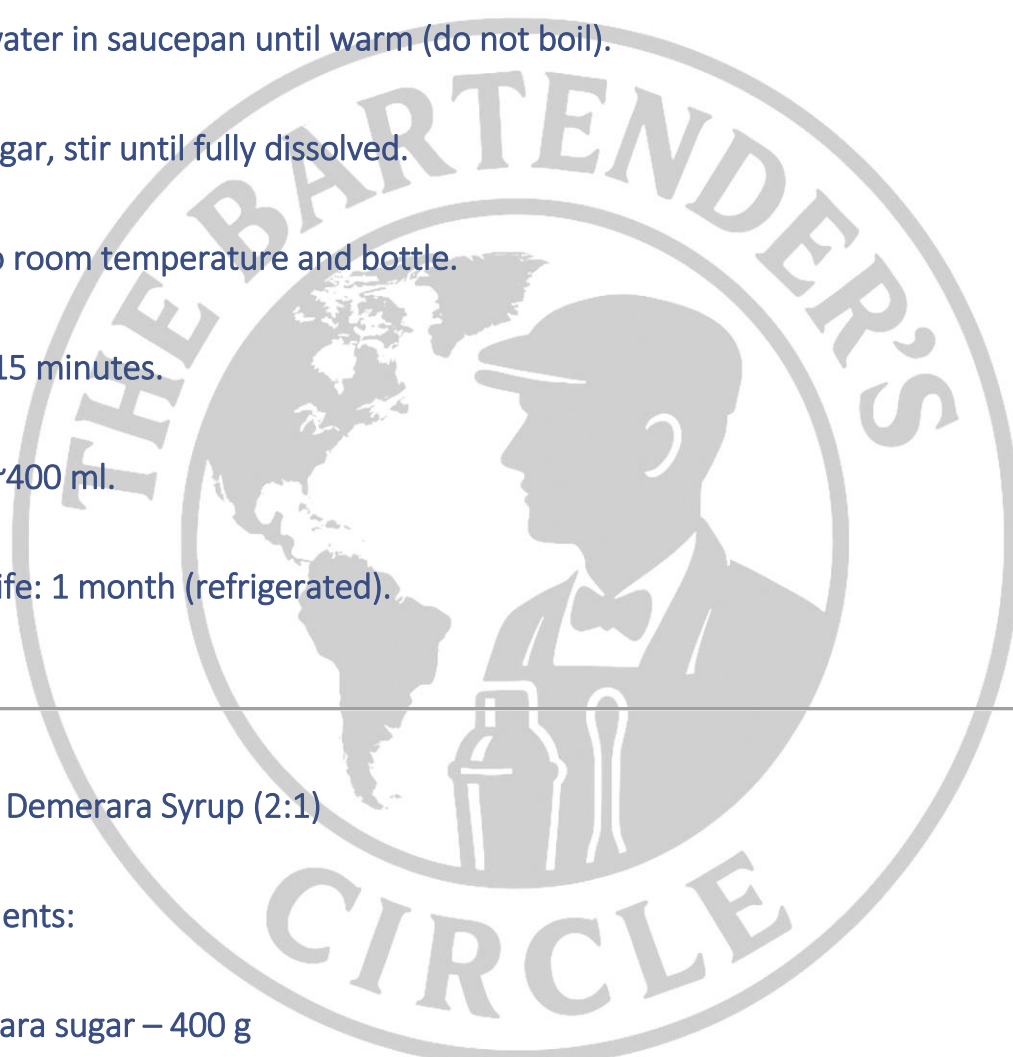 water in saucepan until warm (do not boil).
gar, stir until fully dissolved.
o room temperature and bottle.
15 minutes.
~400 ml.
ife: 1 month (refrigerated).
Demerara Syrup (2:1)
ents:
ara sugar – 400 g
THE BARTENDER'S
CIRCLE